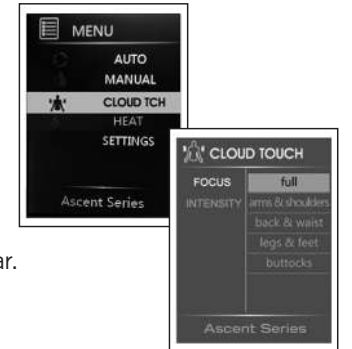 MENU
AUTO
MANUAL
CLOUD TCH
HEAT
SETTINGS
Ascent Series
CLOUD TOUCH
FOCUS full
INTENSITY arms & shoulders
back & waist
legs & feet
buttocks
Ascent Series
ar.